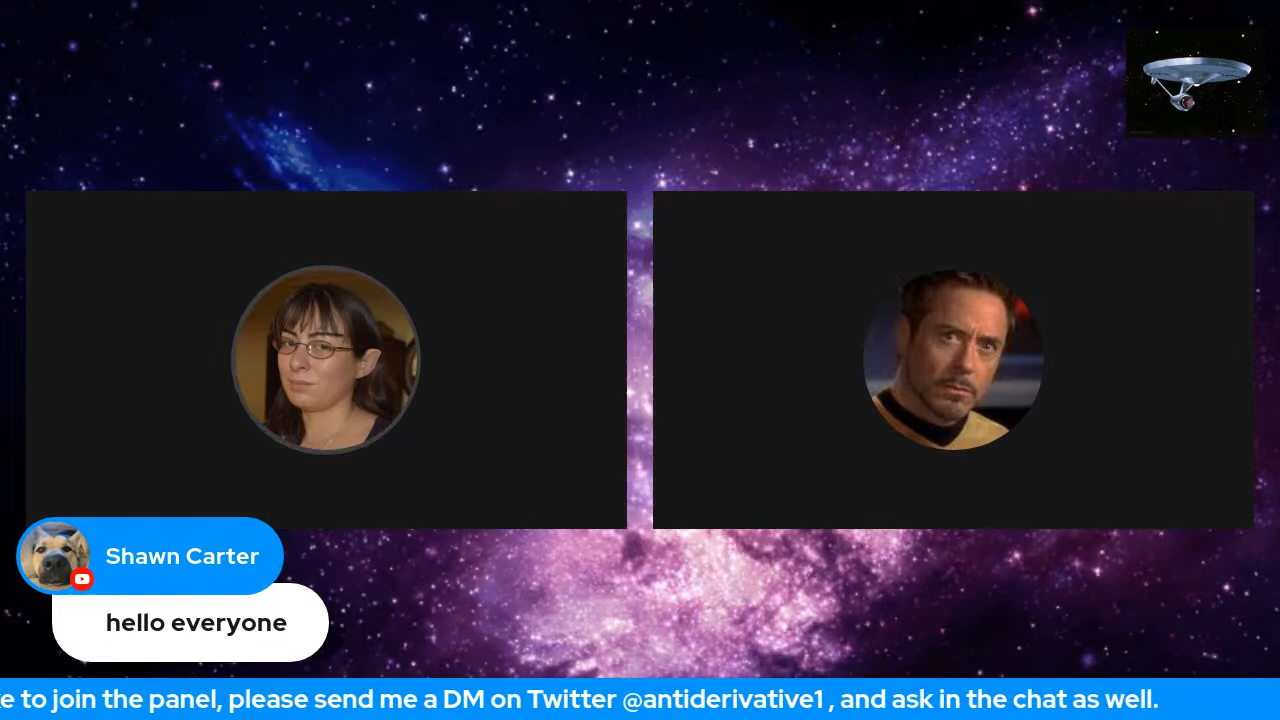 Shawn Carter
hello everyone
to join the panel, please send me a DM on Twitter @antiderivative1 , and ask in the chat as well.